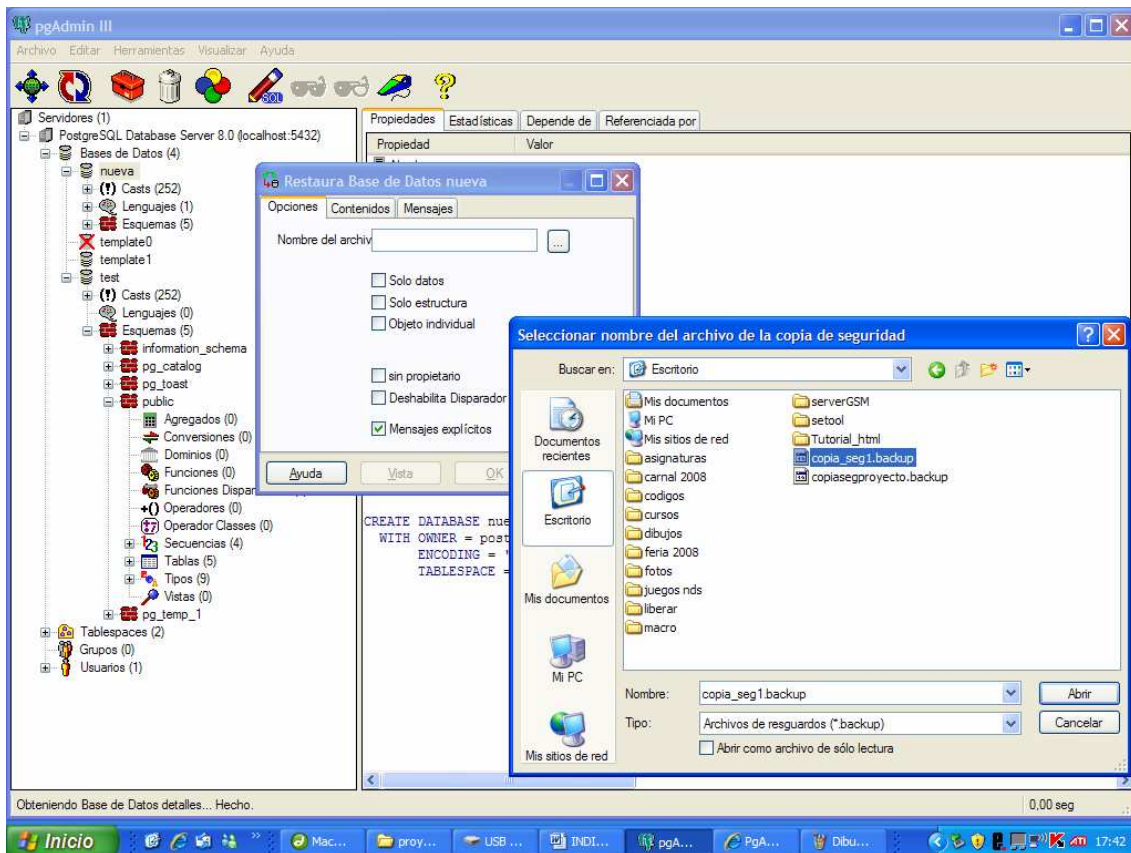 pgAdmin III
Archivo Editar Herramientas Visualizar Ayuda
SQL
Servidores (1)
PostgreSQL Database Server 8.0 (localhost:5432)
Bases de Datos (4)
nueva
Casts (252)
Lenguajes (1)
Esquemas (5)
template0
template1
test
Casts (252)
Lenguajes (0)
Esquemas (5)
information_schema
pg_catalog
pg_toast
public
Agregados (0)
Conversiones (0)
Dominios (0)
Funciones (0)
Funciones Dispar
Operadores (0)
Operador Classes (0)
Secuencias (4)
Tablas (5)
Tipos (9)
Vistas (0)
pg_temp_1
Tablespaces (2)
Grupos (0)
Usuarios (1)
Propiedades Estadísticas Depende de Referenciada por
Propiedad Valor
Restaura Base de Datos nueva
Opciones Contenidos Mensajes
Nombre del archiv
...
Solo datos
Solo estructura
Objeto individual
sin propietario
Deshabilita Disparador
Mensajes explícitos
Ayuda Vista OK
CREATE DATABASE nue
WITH OWNER = post
ENCODING = '
TABLESPACE =
Seleccionar nombre del archivo de la copia de seguridad
Buscar en: Escritorio
Documentos recientes
Escritorio
Mis documentos
Mi PC
Mis sitios de red
Mis documentos
Mi PC
Mis sitios de red
asignaturas
carnal 2008
codigos
cursos
dibujos
feria 2008
fotos
juegos nds
liberar
macro
serverGSM
setool
Tutorial_html
copia_seg1.backup
copiasegproyecto.backup
Nombre: copia_seg1.backup Abrir
Tipo: Archivos de resguardos (*.backup) Cancelar
Abrir como archivo de sólo lectura
Obteniendo Base de Datos detalles... Hecho. 0,00 seg
Inicio Mac... proy... USB ... INDI... pgA... PgA... Dibu... 17:42